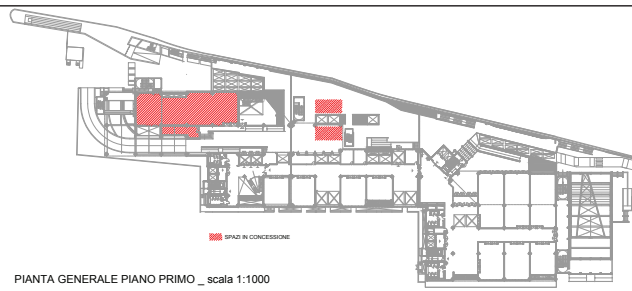 SPAZI IN CONCESSIONE
PIANTA GENERALE PIANO PRIMO _ scala 1:1000